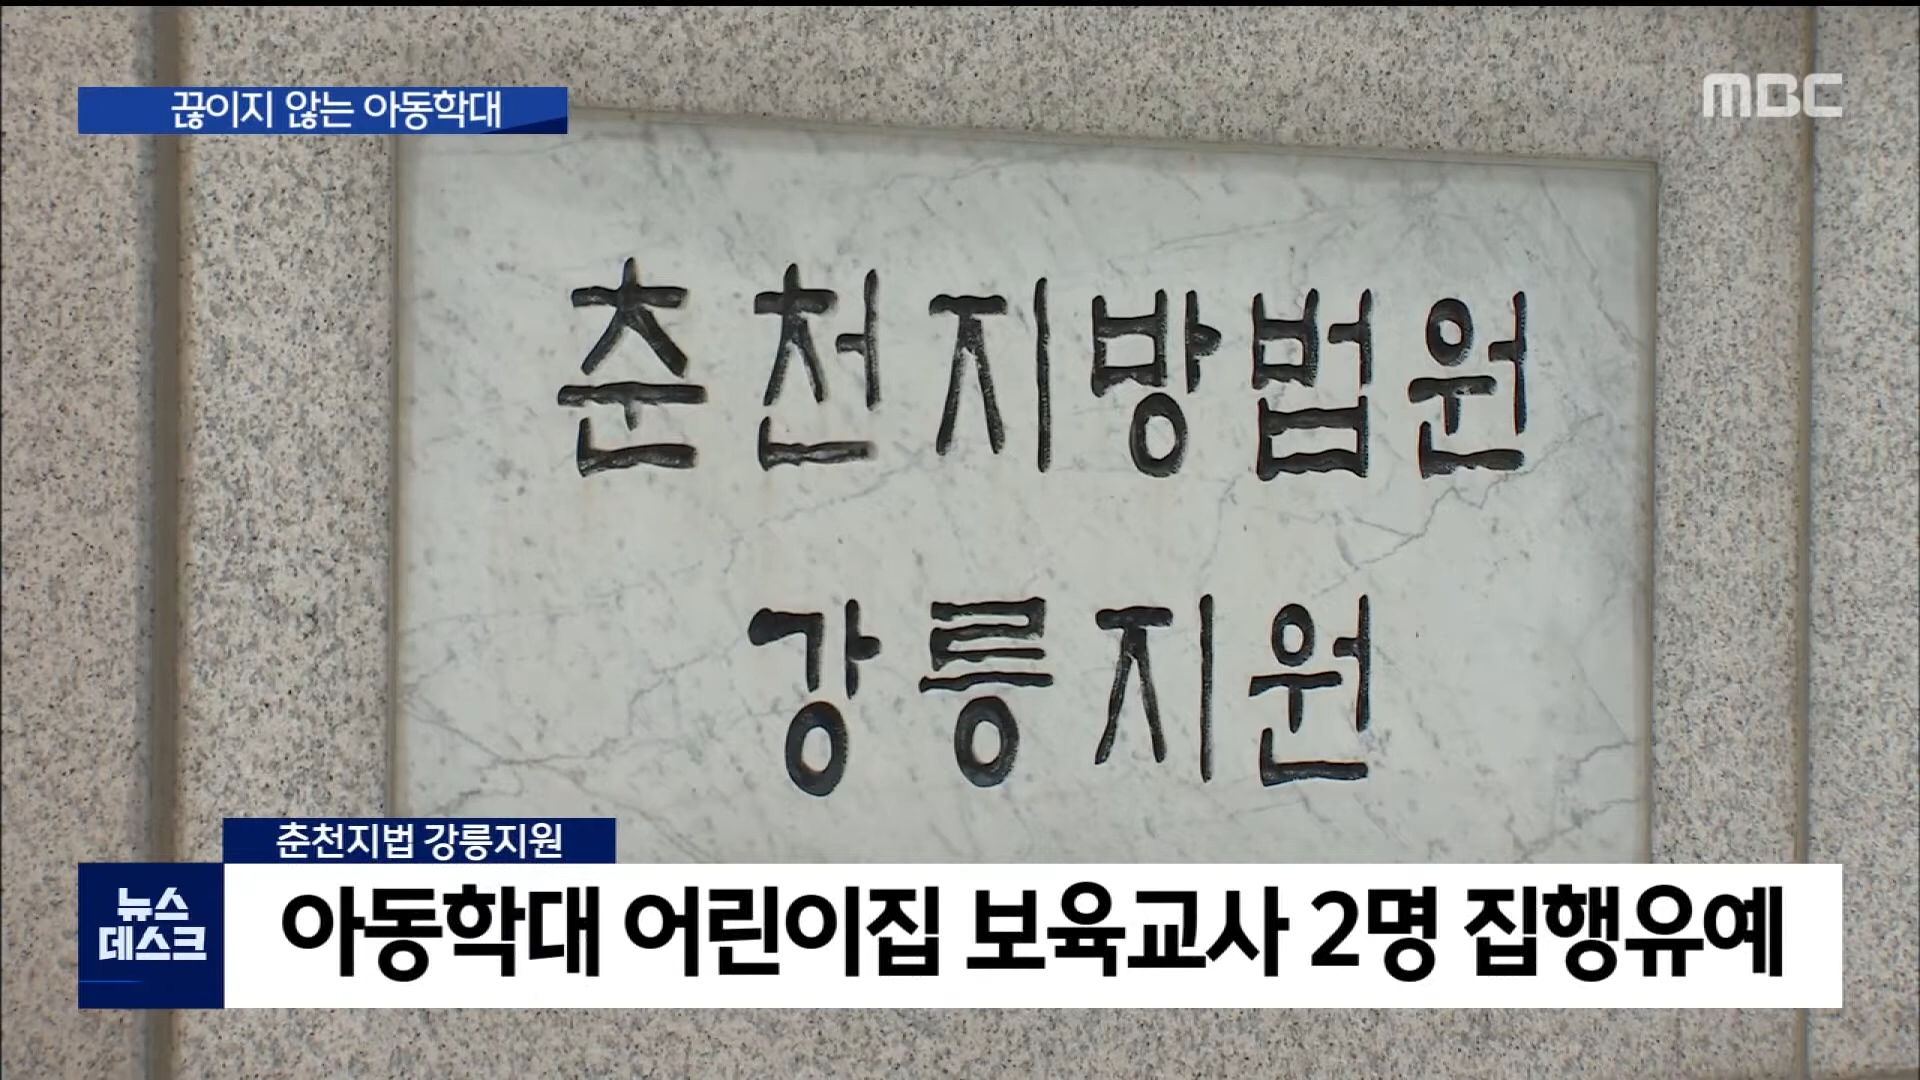 끊이지 않는 아동학대
MBC
춘천지방법원
강릉지원
춘천지법 강릉지원
뉴스
데스크
아동학대 어린이집 보육교사 2명 집행유예